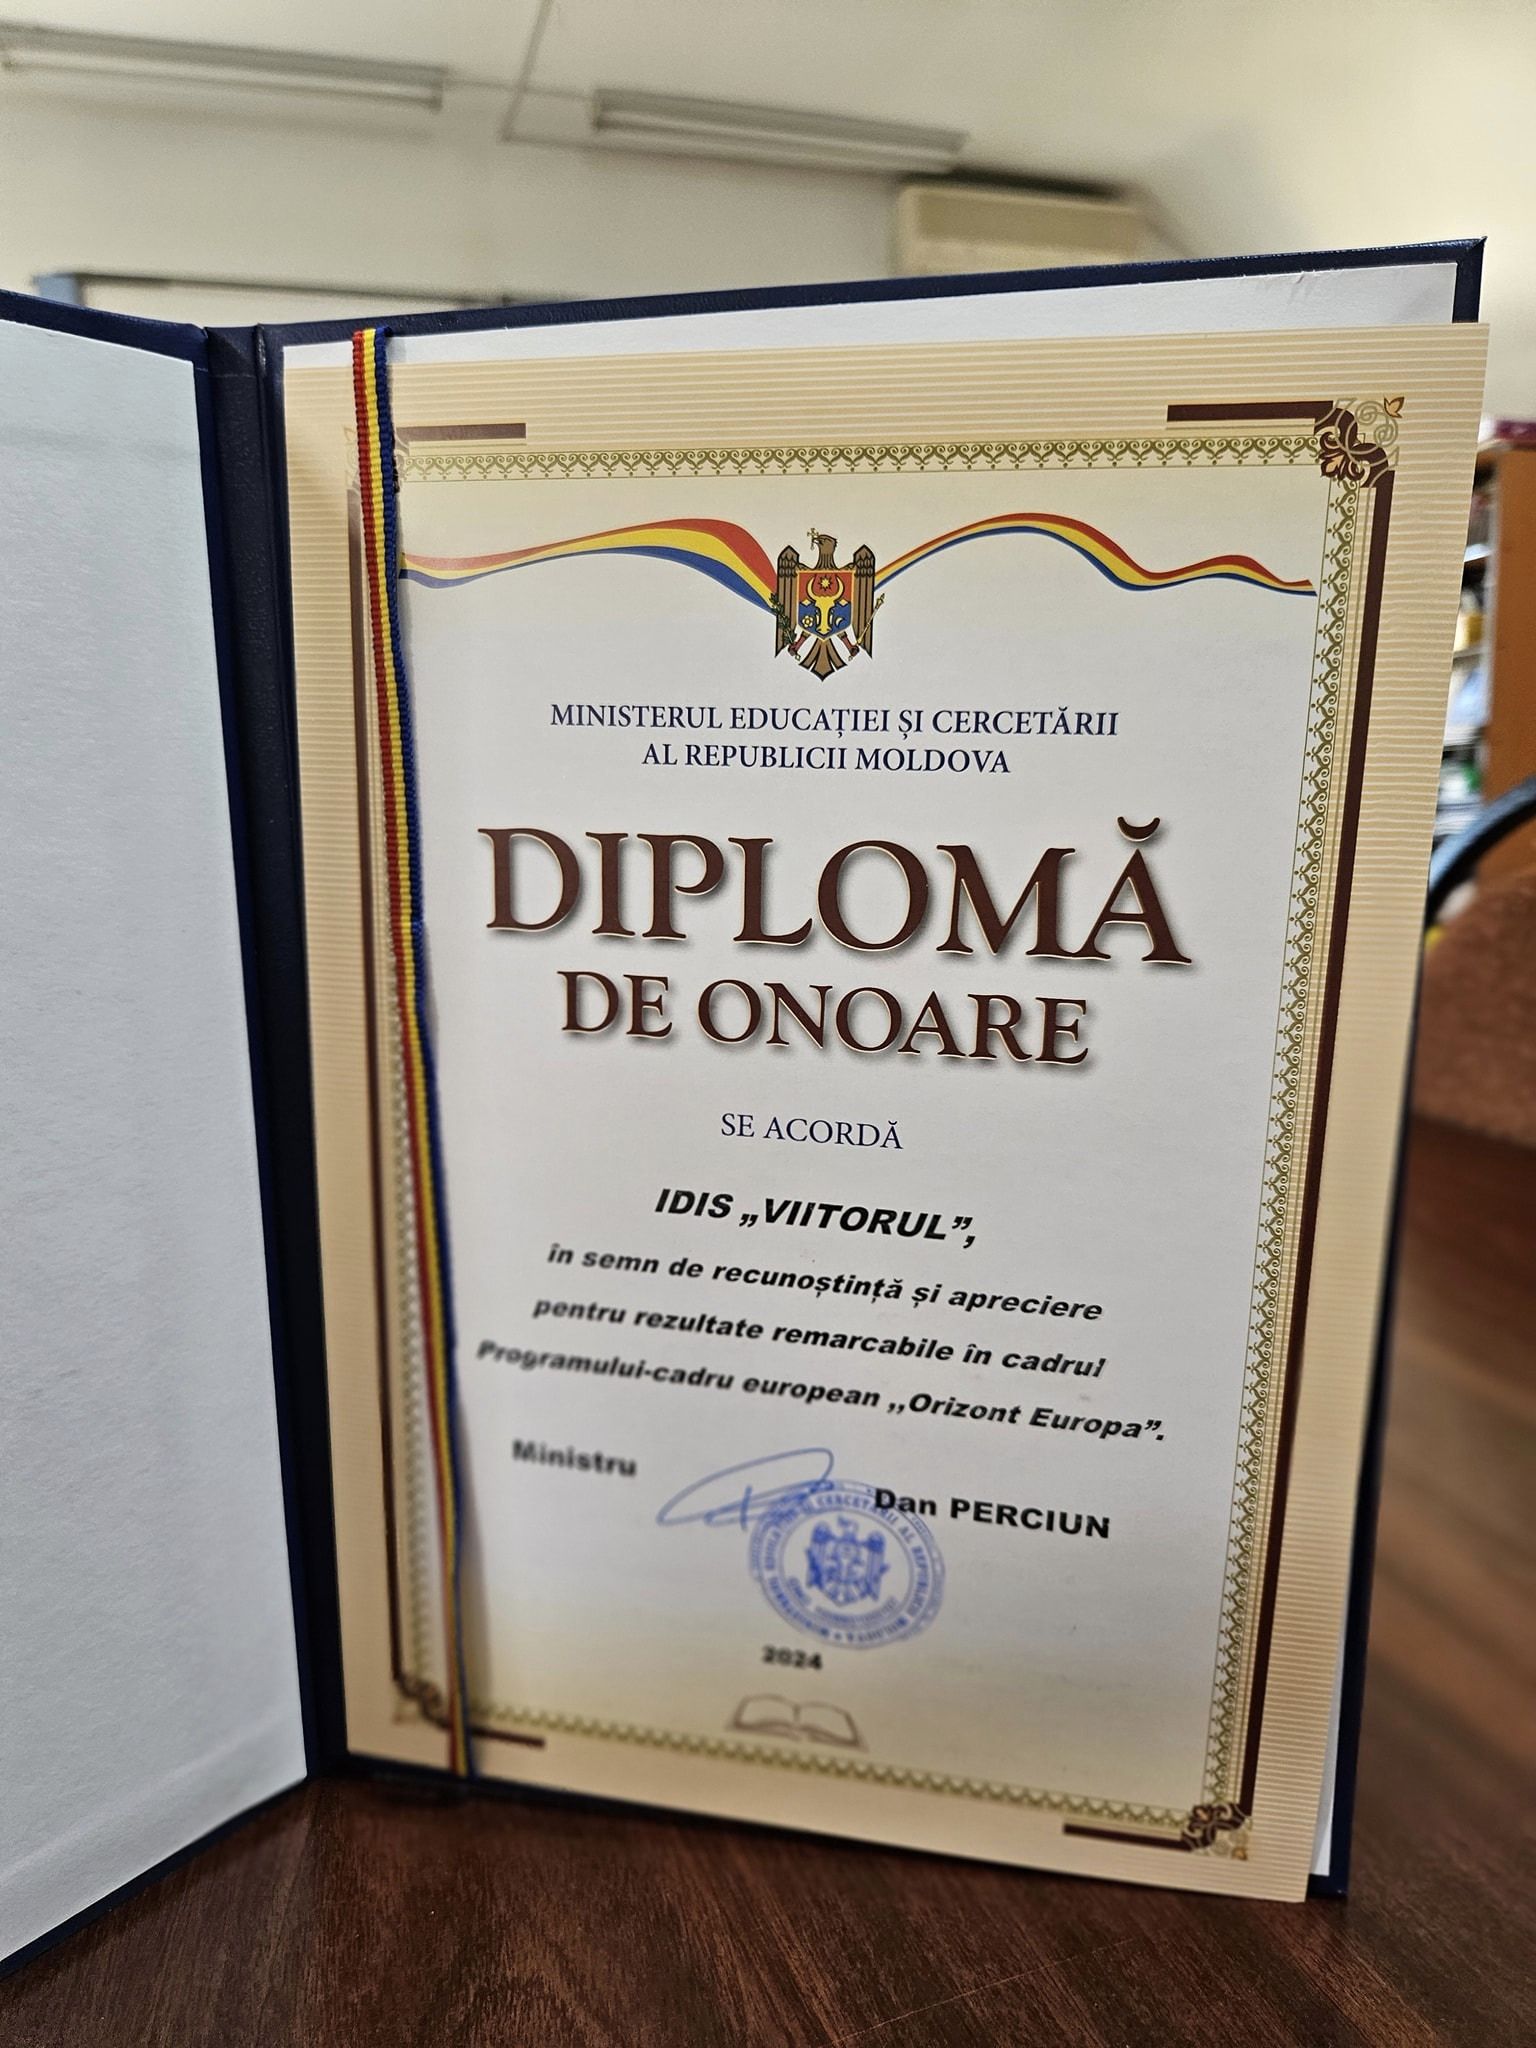 MINISTERUL EDUCAȚIEI ȘI CERCETĂRII
AL REPUBLICII MOLDOVA
DIPLOMĂ
DE ONOARE
SE ACORDĂ
IDIS „VIITORUL”,
în semn de recunoștință și apreciere
pentru rezultate remarcabile în cadrul
Programului-cadru european ,,Orizont Europa”.
Ministru
Dan PERCIUN
2024